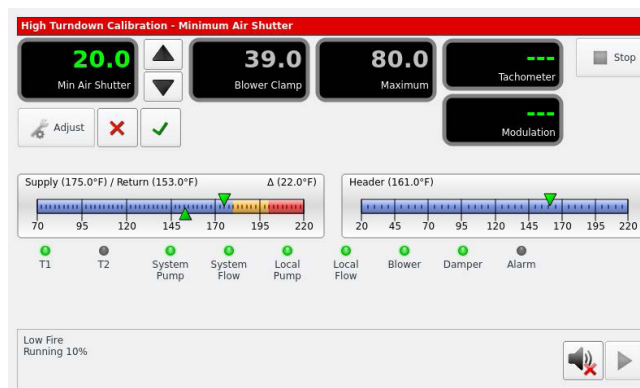 High Turndown Calibration - Minimum Air Shutter
20.0
Min Air Shutter
39.0
Blower Clamp
80.0
Maximum
---
Tachometer
Stop
Adjust
---
Modulation
Supply (175.0°F) / Return (153.0°F) Δ (22.0°F)
70 95 120 145 170 195 220
Header (161.0°F)
20 45 70 95 120 145 170 195 220
T1
T2
System
Pump
System
Flow
Local
Pump
Local
Flow
Blower
Damper
Alarm
Low Fire
Running 10%